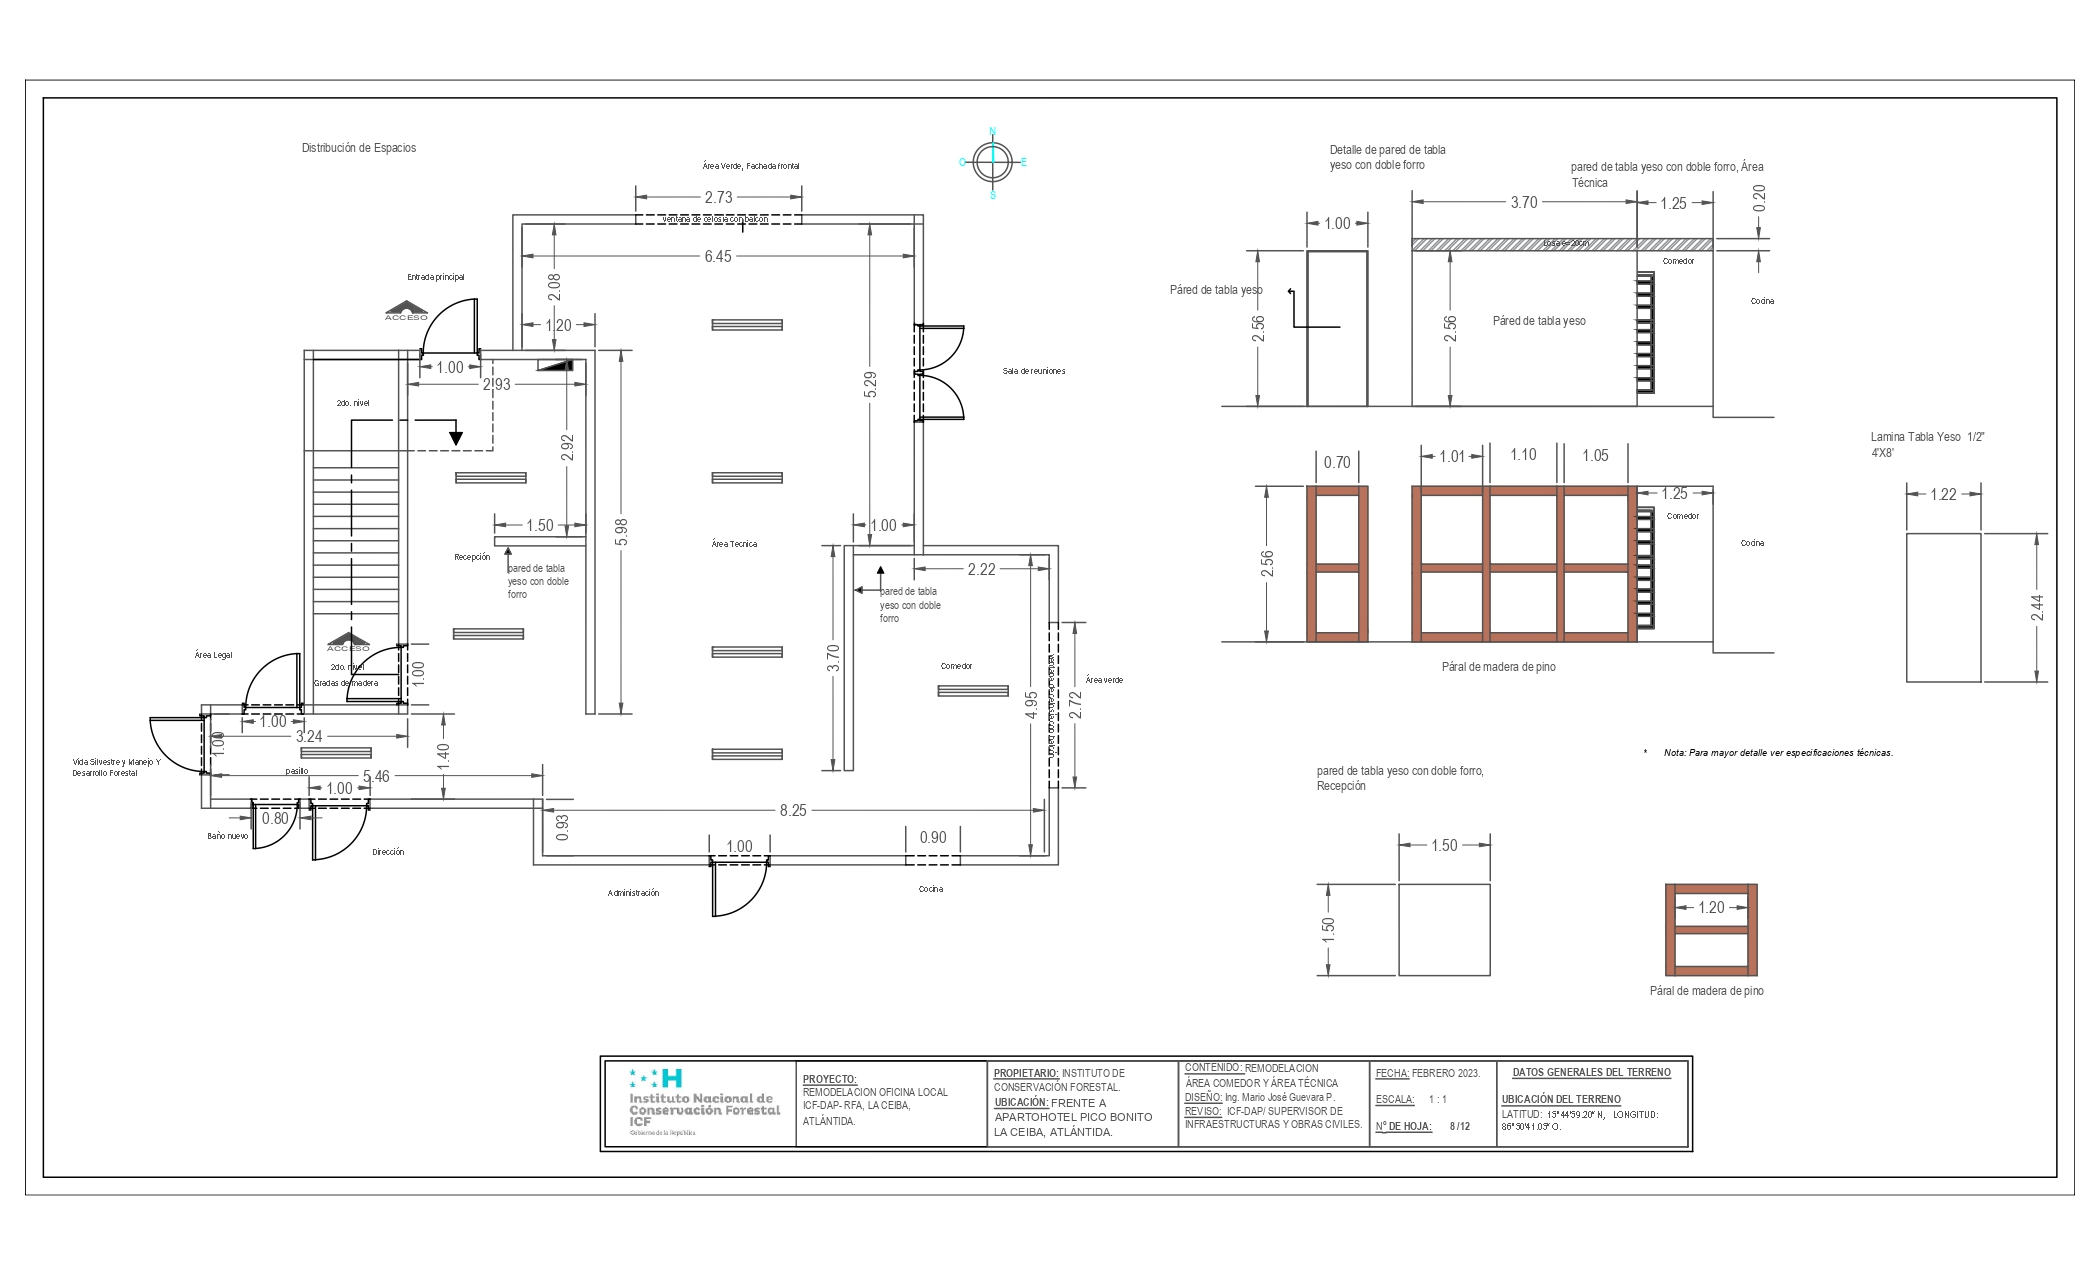 Distribución de Espacios
Área Verde, Fachada frontal
2.73
ventana de celosia con balcon
6.45
2.08
1.20
Entrada principal
ACCESO
1.00
2.93
2do. nivel
2.92
5.98
5.29
Sala de reuniones
1.50
1.00
Recepción
Área Tecnica
pared de tabla
yeso con doble
forro
2.22
pared de tabla
yeso con doble
forro
ACCESO
2do. nivel
Gradas de madera
1.00
Área Legal
3.70
Comedor
4.95
2.72
Área verde
1.00
1.00
3.24
1.40
Vida Silvestre y Manejo Y
Desarrollo Forestal
pasillo
5.46
1.00
0.80
Baño nuevo
Dirección
0.93
8.25
1.00
0.90
Administración
Cocina
N
O
E
S
Detalle de pared de tabla
yeso con doble forro
pared de tabla yeso con doble forro, Área
Técnica
1.00
3.70
1.25
0.20
Losa e=20cm
Comedor
Cocina
Páred de tabla yeso
2.56
2.56
Páred de tabla yeso
0.70
1.01
1.10
1.05
1.25
Comedor
Cocina
2.56
Páral de madera de pino
Lamina Tabla Yeso 1/2"
4'X8'
1.22
2.44
* Nota: Para mayor detalle ver especificaciones técnicas.
pared de tabla yeso con doble forro,
Recepción
1.50
1.50
1.20
Páral de madera de pino
H
Instituto Nacional de
Conservación Forestal
ICF
Gobierno de la República
PROYECTO:
REMODELACION OFICINA LOCAL
ICF-DAP- RFA, LA CEIBA,
ATLÁNTIDA.
PROPIETARIO: INSTITUTO DE
CONSERVACIÓN FORESTAL.
UBICACIÓN: FRENTE A
APARTOHOTEL PICO BONITO
LA CEIBA, ATLÁNTIDA.
CONTENIDO: REMODELACION
ÁREA COMEDOR Y ÁREA TÉCNICA
DISEÑO: Ing. Mario José Guevara P.
REVISO: ICF-DAP/ SUPERVISOR DE
INFRAESTRUCTURAS Y OBRAS CIVILES.
FECHA: FEBRERO 2023.
ESCALA: 1 : 1
Nº DE HOJA: 8 /12
DATOS GENERALES DEL TERRENO
UBICACIÓN DEL TERRENO
LATITUD: 15°44'59.20" N, LONGITUD:
86°50'41.05" O.